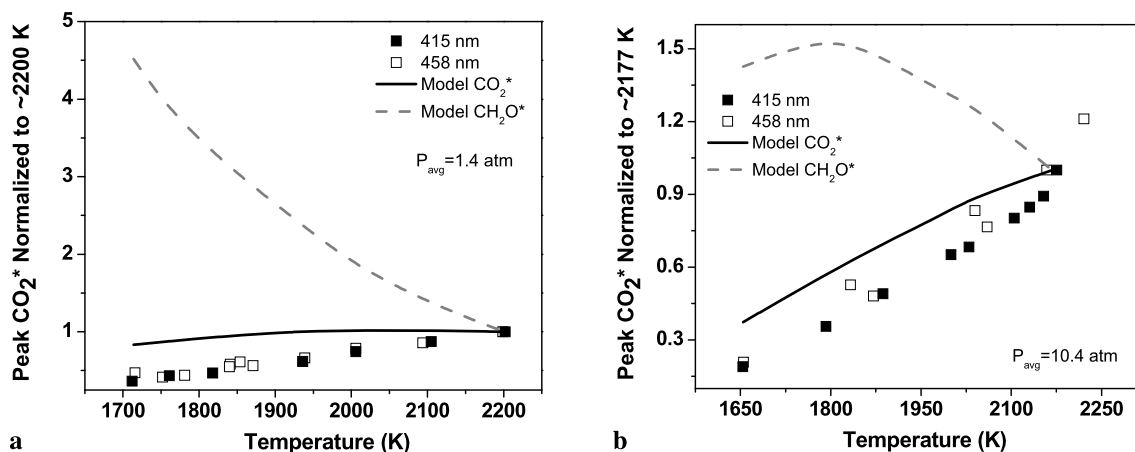 Peak CO₂* Normalized to ~2200 K
5
4
3
2
1
415 nm
458 nm
Model CO₂*
Model CH₂O*
Pavg=1.4 atm
1700 1800 1900 2000 2100 2200
Temperature (K)
a
Peak CO₂* Normalized to ~2177 K
1.5
1.2
0.9
0.6
0.3
415 nm
458 nm
Model CO₂*
Model CH₂O*
Pavg=10.4 atm
1650 1800 1950 2100 2250
Temperature (K)
b